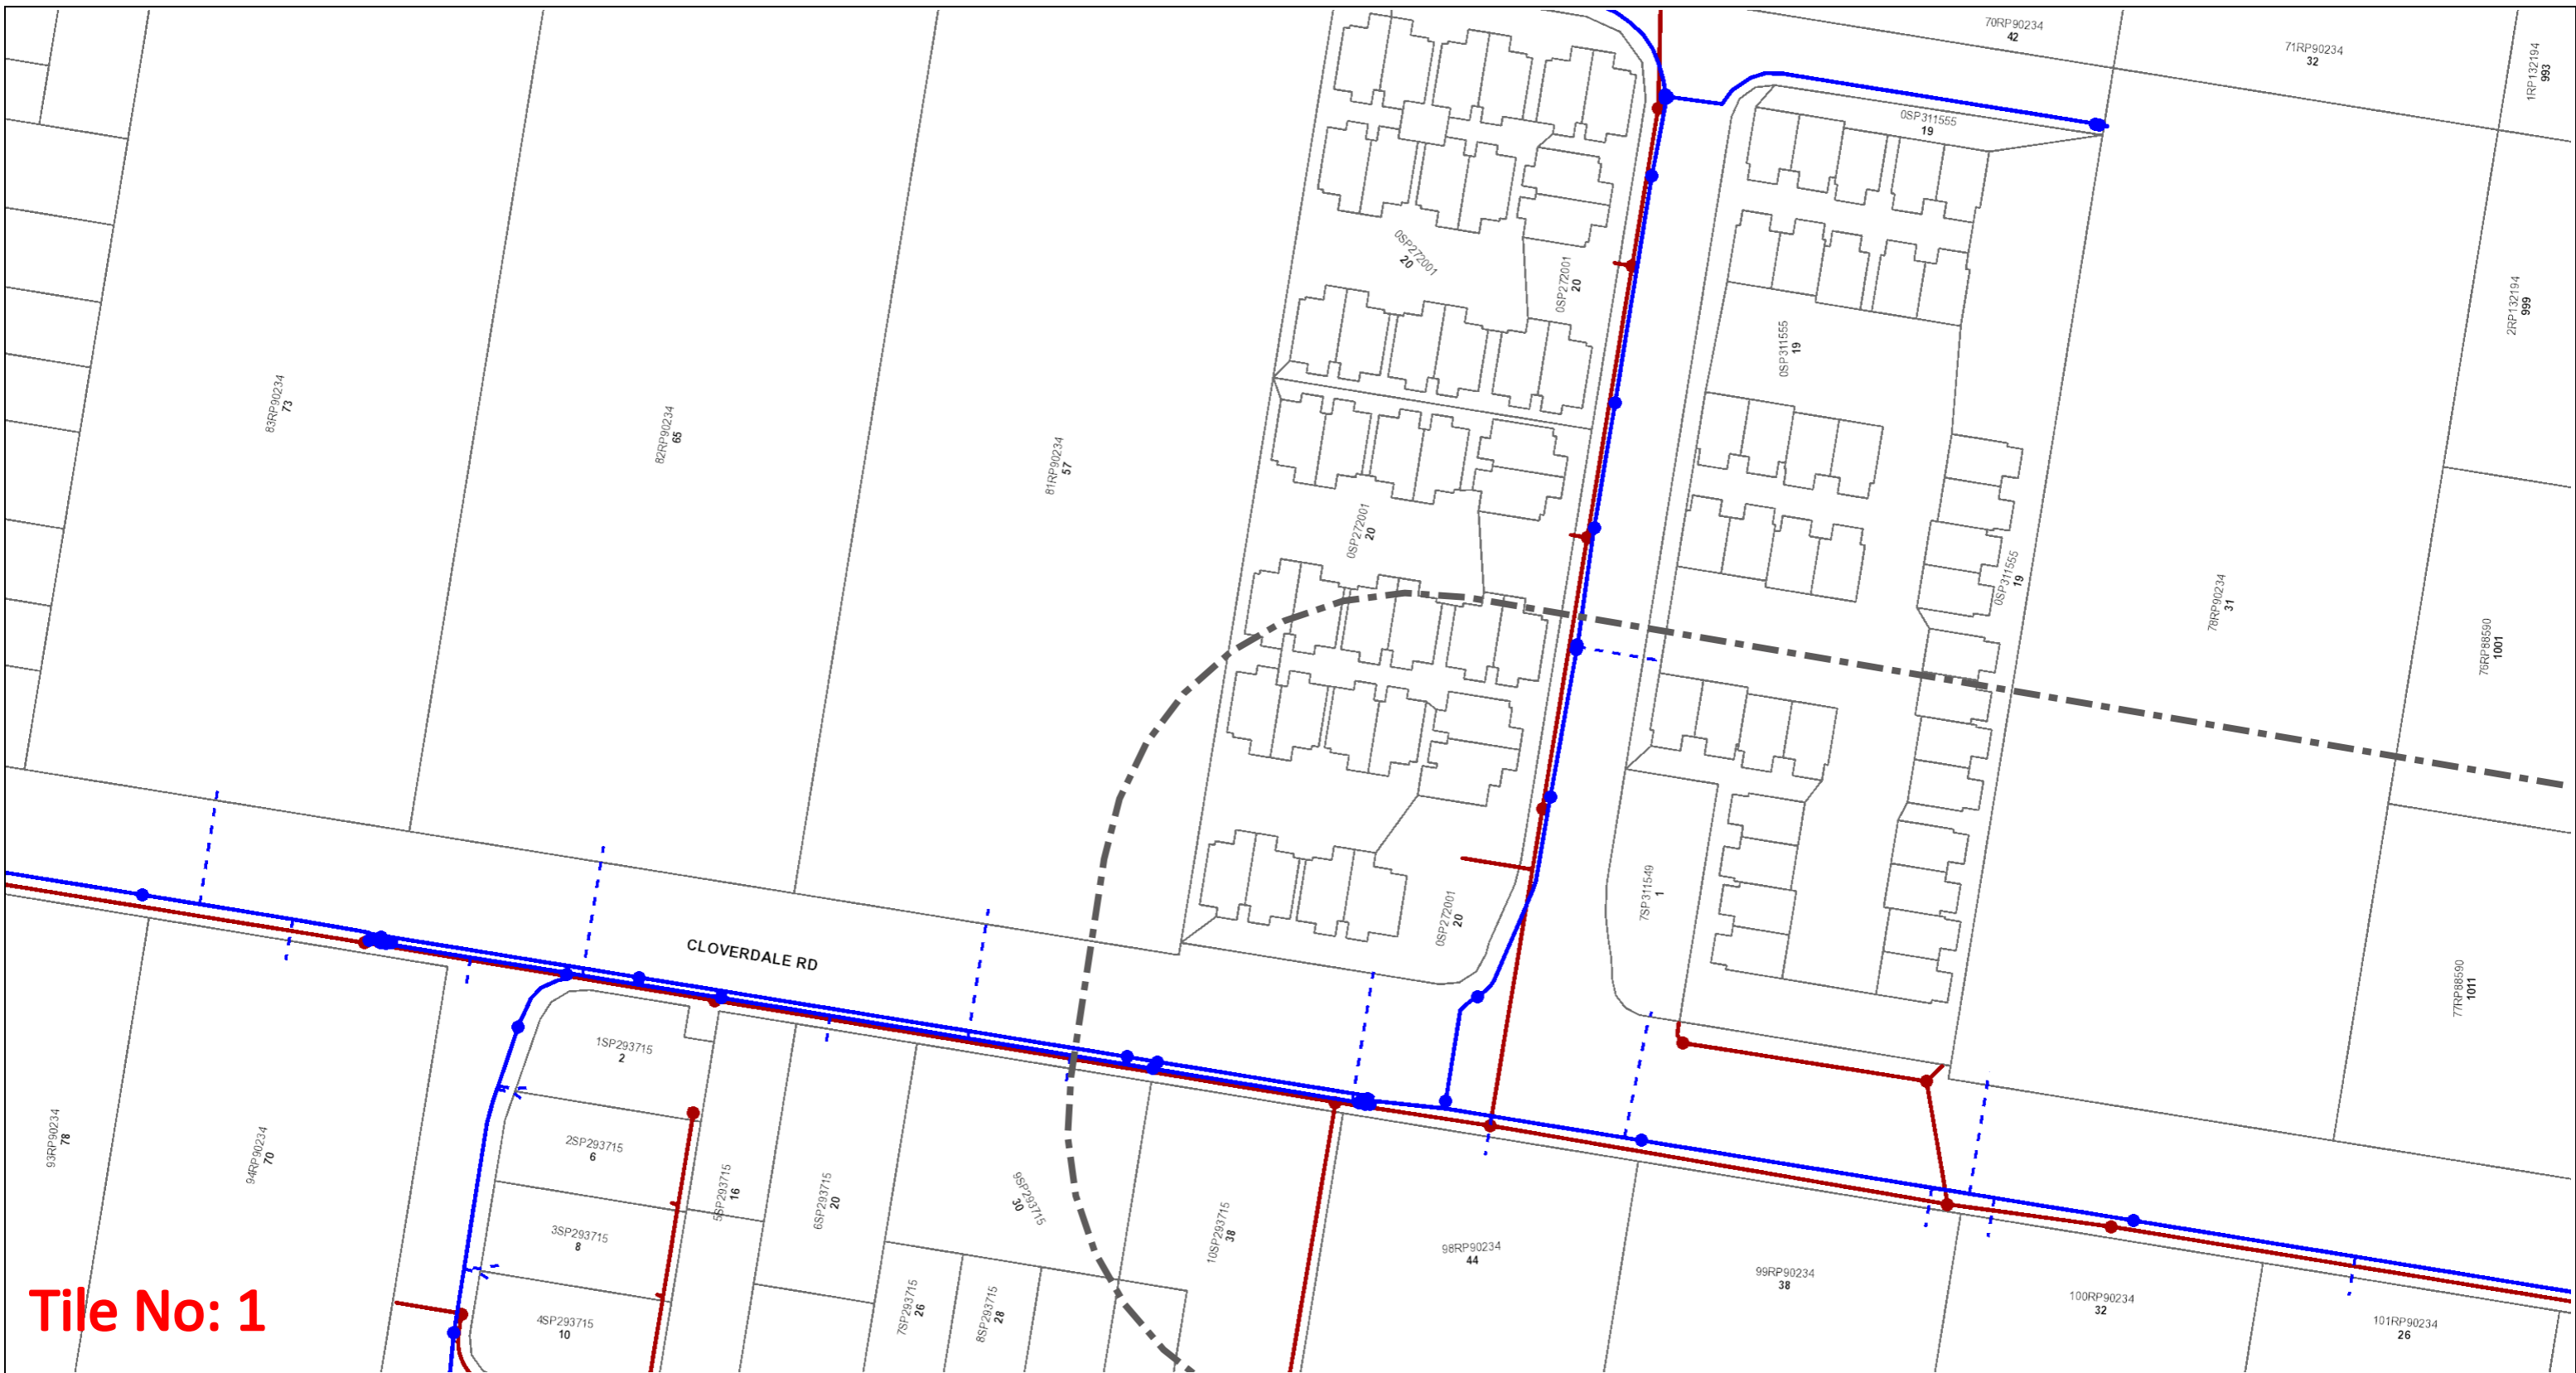 70RP90234
42
71RP90234
32
1RP132194
993
0SP311555
19
0SP272001
20
0SP272001
20
2RP132194
999
0SP311555
19
83RP90234
73
82RP90234
65
81RP90234
57
0SP272001
20
0SP311555
19
78RP90234
31
76RP88590
1001
7SP311549
1
0SP272001
20
CLOVERDALE RD
77RP88590
1011
1SP293715
2
93RP90234
78
94RP90234
70
2SP293715
6
5SP293715
16
6SP293715
20
9SP293715
30
10SP293715
38
3SP293715
8
98RP90234
44
99RP90234
38
100RP90234
32
101RP90234
26
7SP293715
26
8SP293715
28
4SP293715
10
Tile No: 1